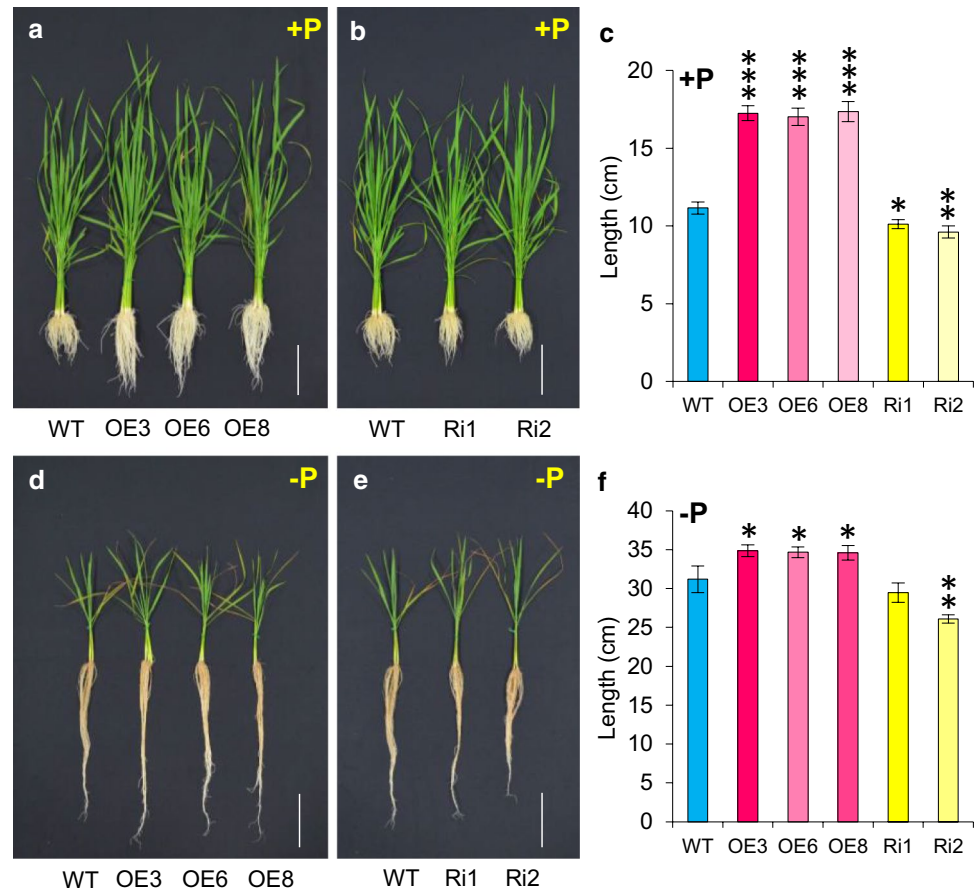 a
+P
WT OE3 OE6 OE8
b
+P
WT Ri1 Ri2
c
+P
***
***
***
*
**
Length (cm)
20
15
10
5
0
WT OE3 OE6 OE8 Ri1 Ri2
d
-P
WT OE3 OE6 OE8
e
-P
WT Ri1 Ri2
f
-P
*
*
*
**
Length (cm)
40
35
30
25
20
15
10
5
0
WT OE3 OE6 OE8 Ri1 Ri2